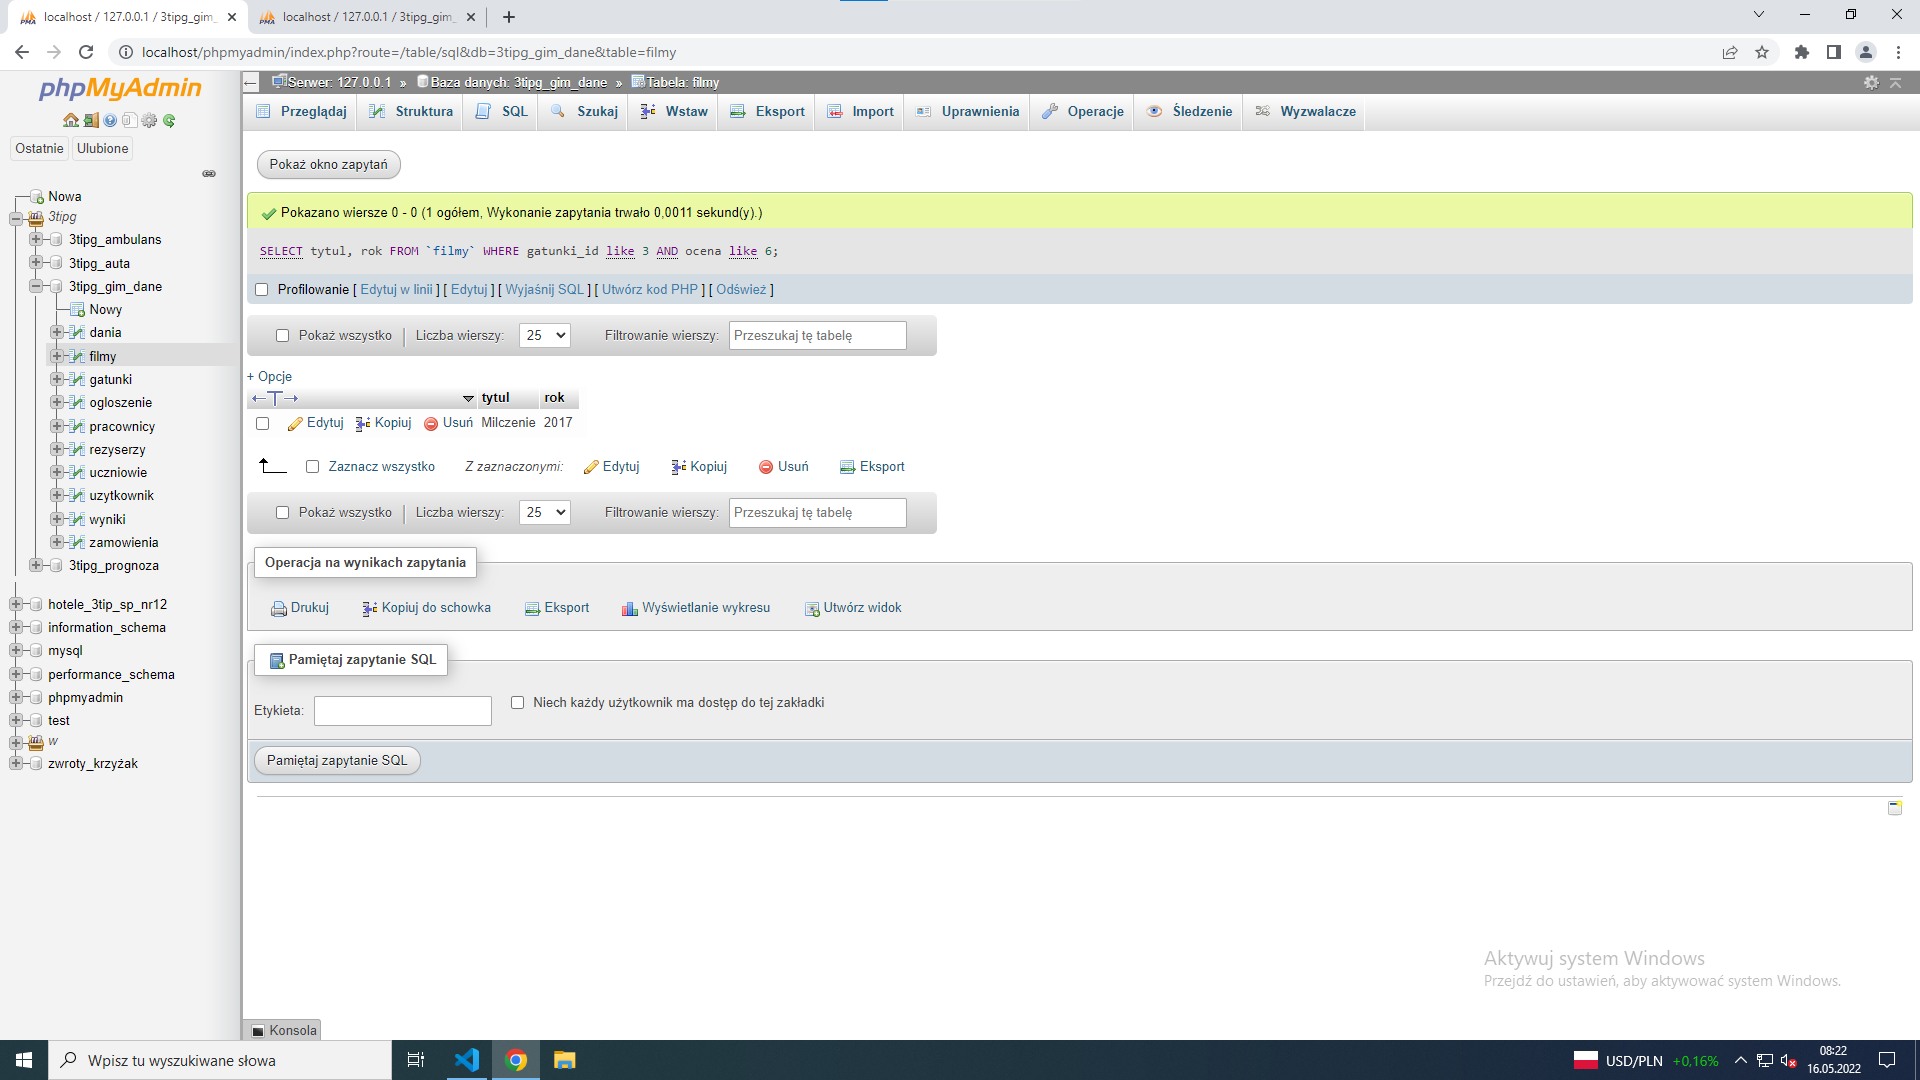 localhost / 127.0.0.1 / 3tipg_gim_
localhost / 127.0.0.1 / 3tipg_gim_
localhost/phpmyadmin/index.php?route=/table/sql&db=3tipg_gim_dane&table=filmy
phpMyAdmin
Ostatnie Ulubione
Nowa
3tipg
3tipg_ambulans
3tipg_auta
3tipg_gim_dane
Nowy
dania
filmy
gatunki
ogloszenie
pracownicy
rezyserzy
uczniowie
uzytkownik
wyniki
zamowienia
3tipg_prognoza
hotele_3tip_sp_nr12
information_schema
mysql
performance_schema
phpmyadmin
test
w
zwroty_krzyżak
Serwer: 127.0.0.1 » Baza danych: 3tipg_gim_dane » Tabela: filmy
Przeglądaj Struktura SQL Szukaj Wstaw Eksport Import Uprawnienia Operacje Śledzenie Wyzwalacze
Pokaż okno zapytań
Pokazano wiersze 0 - 0 (1 ogółem, Wykonanie zapytania trwało 0,0011 sekund(y).)
SELECT tytul, rok FROM `filmy` WHERE gatunki_id like 3 AND ocena like 6;
Profilowanie [ Edytuj w linii ] [ Edytuj ] [ Wyjaśnij SQL ] [ Utwórz kod PHP ] [ Odśwież ]
Pokaż wszystko | Liczba wierszy: 25 Filtrowanie wierszy: Przeszukaj tę tabelę
+ Opcje
←T→ tytul rok
Edytuj Kopiuj Usuń Milczenie 2017
Zaznacz wszystko Z zaznaczonymi: Edytuj Kopiuj Usuń Eksport
Pokaż wszystko | Liczba wierszy: 25 Filtrowanie wierszy: Przeszukaj tę tabelę
Operacja na wynikach zapytania
Drukuj Kopiuj do schowka Eksport Wyświetlanie wykresu Utwórz widok
Pamiętaj zapytanie SQL
Etykieta: Niech każdy użytkownik ma dostęp do tej zakładki
Pamiętaj zapytanie SQL
Aktywuj system Windows
Przejdź do ustawień, aby aktywować system Windows.
Konsola
Wpisz tu wyszukiwane słowa
USD/PLN +0,16%
08:22
16.05.2022